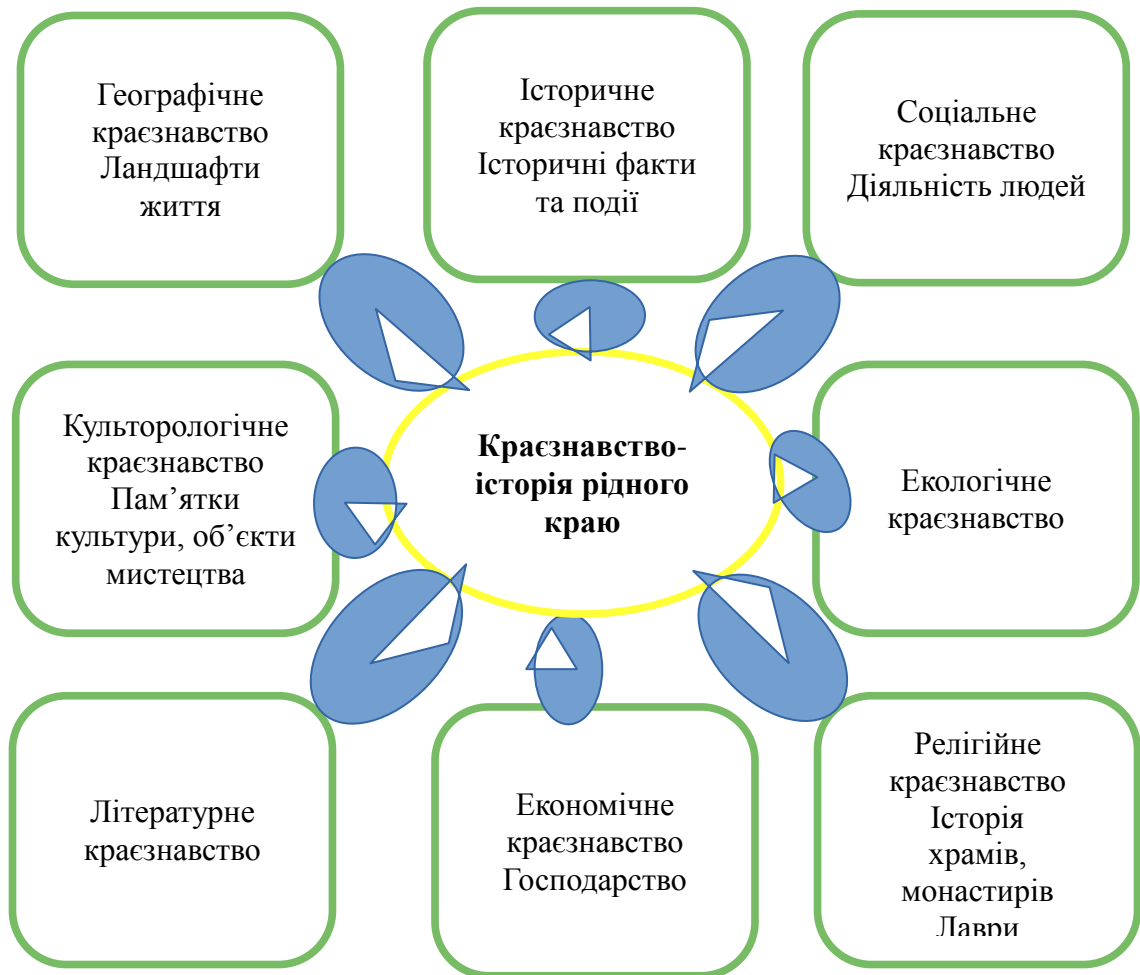 Географічне
краєзнавство
Ландшафти
життя
Історичне
краєзнавство
Історичні факти
та події
Соціальне
краєзнавство
Діяльність людей
Культорологічне
краєзнавство
Пам’ятки
культури, об’єкти
мистецтва
Краєзнавство-
історія рідного
краю
Екологічне
краєзнавство
Літературне
краєзнавство
Економічне
краєзнавство
Господарство
Релігійне
краєзнавство
Історія
храмів,
монастирів
Лаври